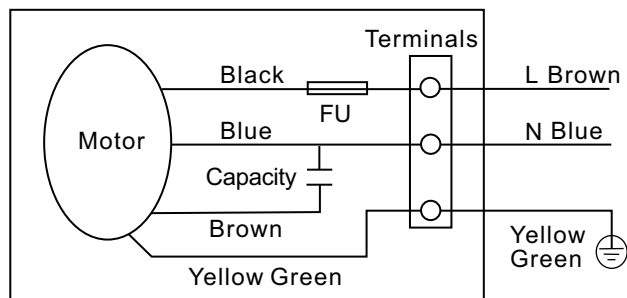 Terminals
Black
L Brown
FU
Blue
N Blue
Motor
Capacity
Brown
Yellow
Green
Yellow Green